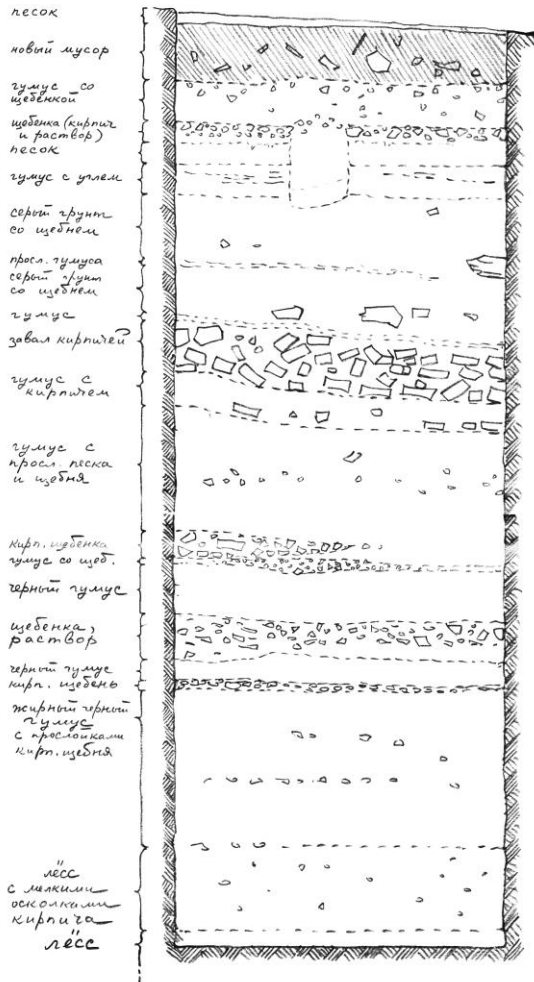 песок
новый мусор
гумус со
щебенкой
щебенка (кирпич
и раствор)
песок
гумус с углем
серый грунт
со щебнем
просл. гумуса
серый грунт
со щебнем
гумус
завал кирпичей
гумус с
кирпичем
гумус с
просл. песка
и щебня
кирп. щебенка
гумус со щеб.
черный гумус
щебенка,
раствор
черный гумус
кирп. щебень
жирный черный
гумус
с прослойками
кирп. щебня
лёсс
с мелкими
осколками
кирпича
лёсс